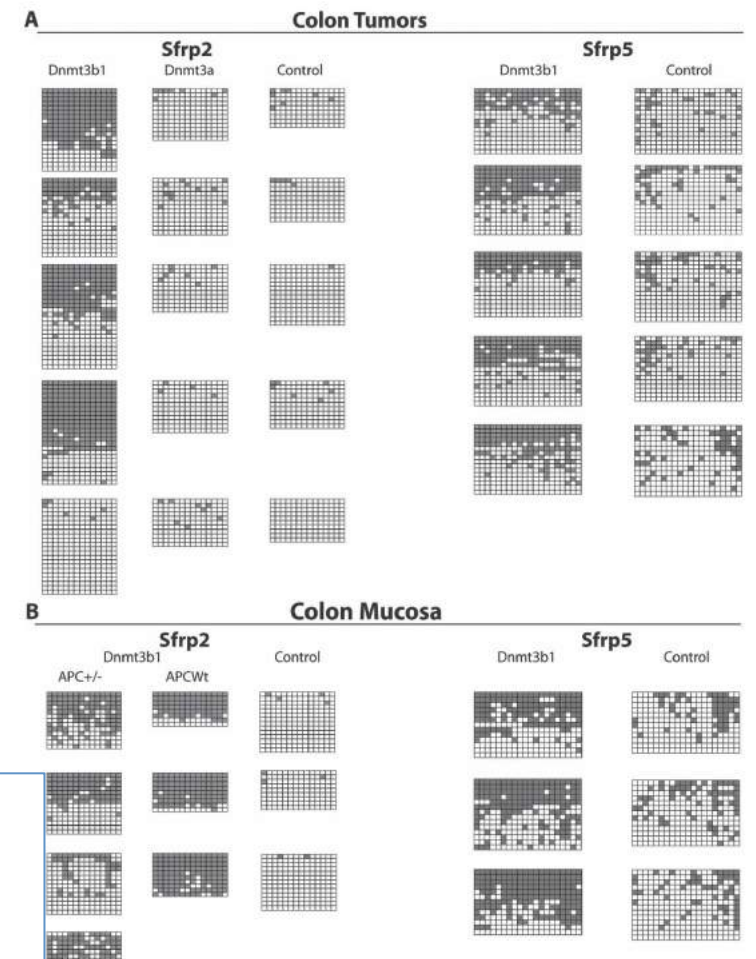 A Colon Tumors
Sfrp2 Sfrp5
Dnmt3b1 Dnmt3a Control Dnmt3b1 Control
B Colon Mucosa
Sfrp2 Sfrp5
Dnmt3b1 Control Dnmt3b1 Control
APC+/- APCWt